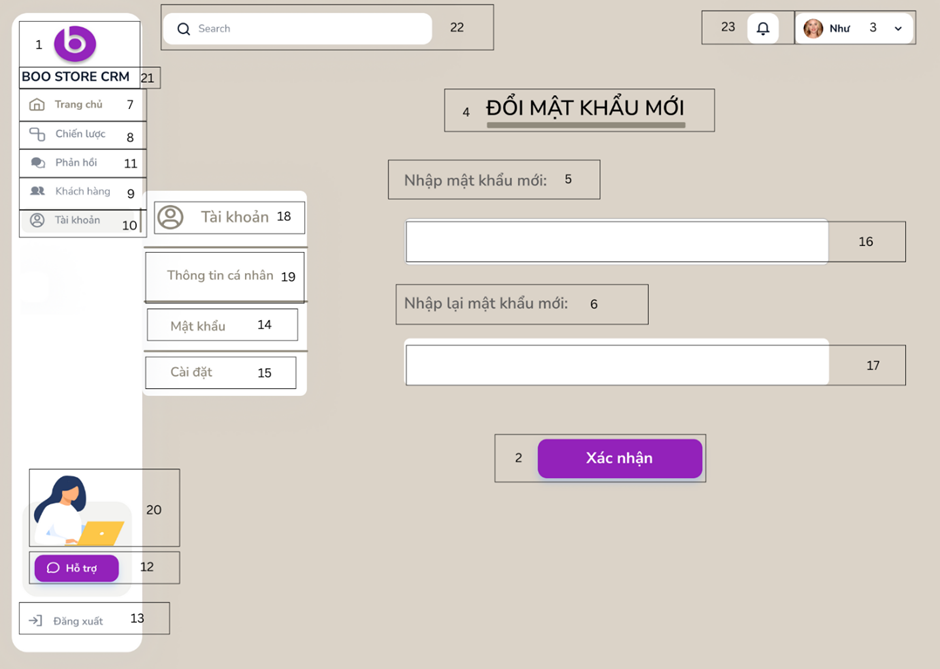 1
b
BOO STORE CRM 21
Trang chủ 7
Chiến lược 8
Phản hồi 11
Khách hàng 9
Tài khoản 10
Search 22
23 Như 3
4 ĐỔI MẬT KHẨU MỚI
Nhập mật khẩu mới: 5
16
Nhập lại mật khẩu mới: 6
17
2 Xác nhận
Tài khoản 18
Thông tin cá nhân 19
Mật khẩu 14
Cài đặt 15
20
Hỗ trợ 12
Đăng xuất 13